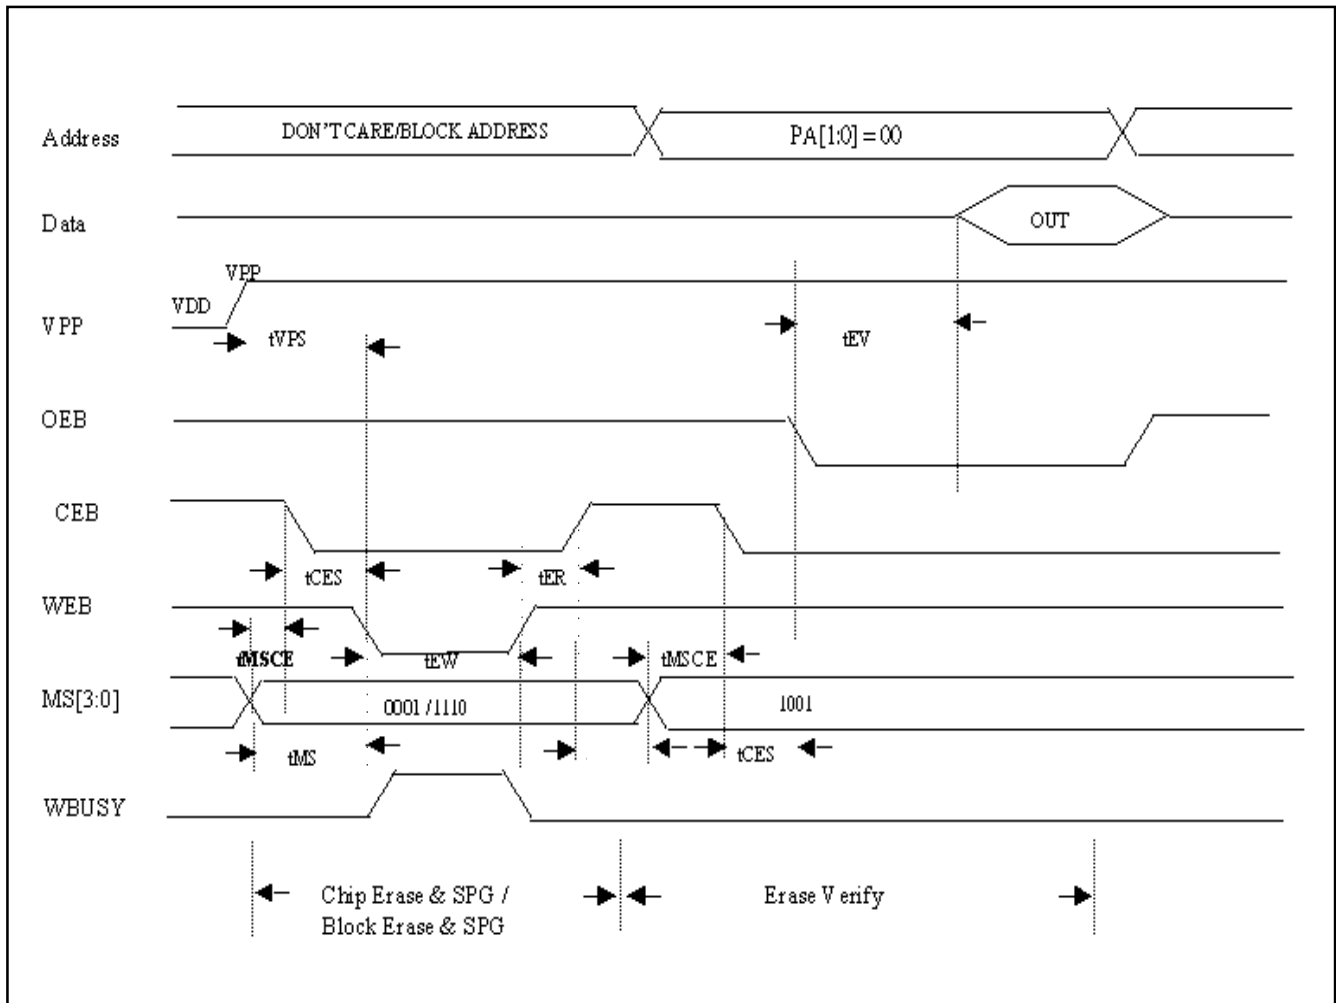 Address
DON'T CARE/BLOCK ADDRESS
PA[1:0] = 00
Data
OUT
VPP
VDD
VPP
tVPS
tEV
OEB
CEB
tCES
tER
WEB
tMSCE
tEW
tMSCE
MS[3:0]
0001 /1110
1001
tMS
tCES
WBUSY
Chip Erase & SPG /
Block Erase & SPG
Erase Verify